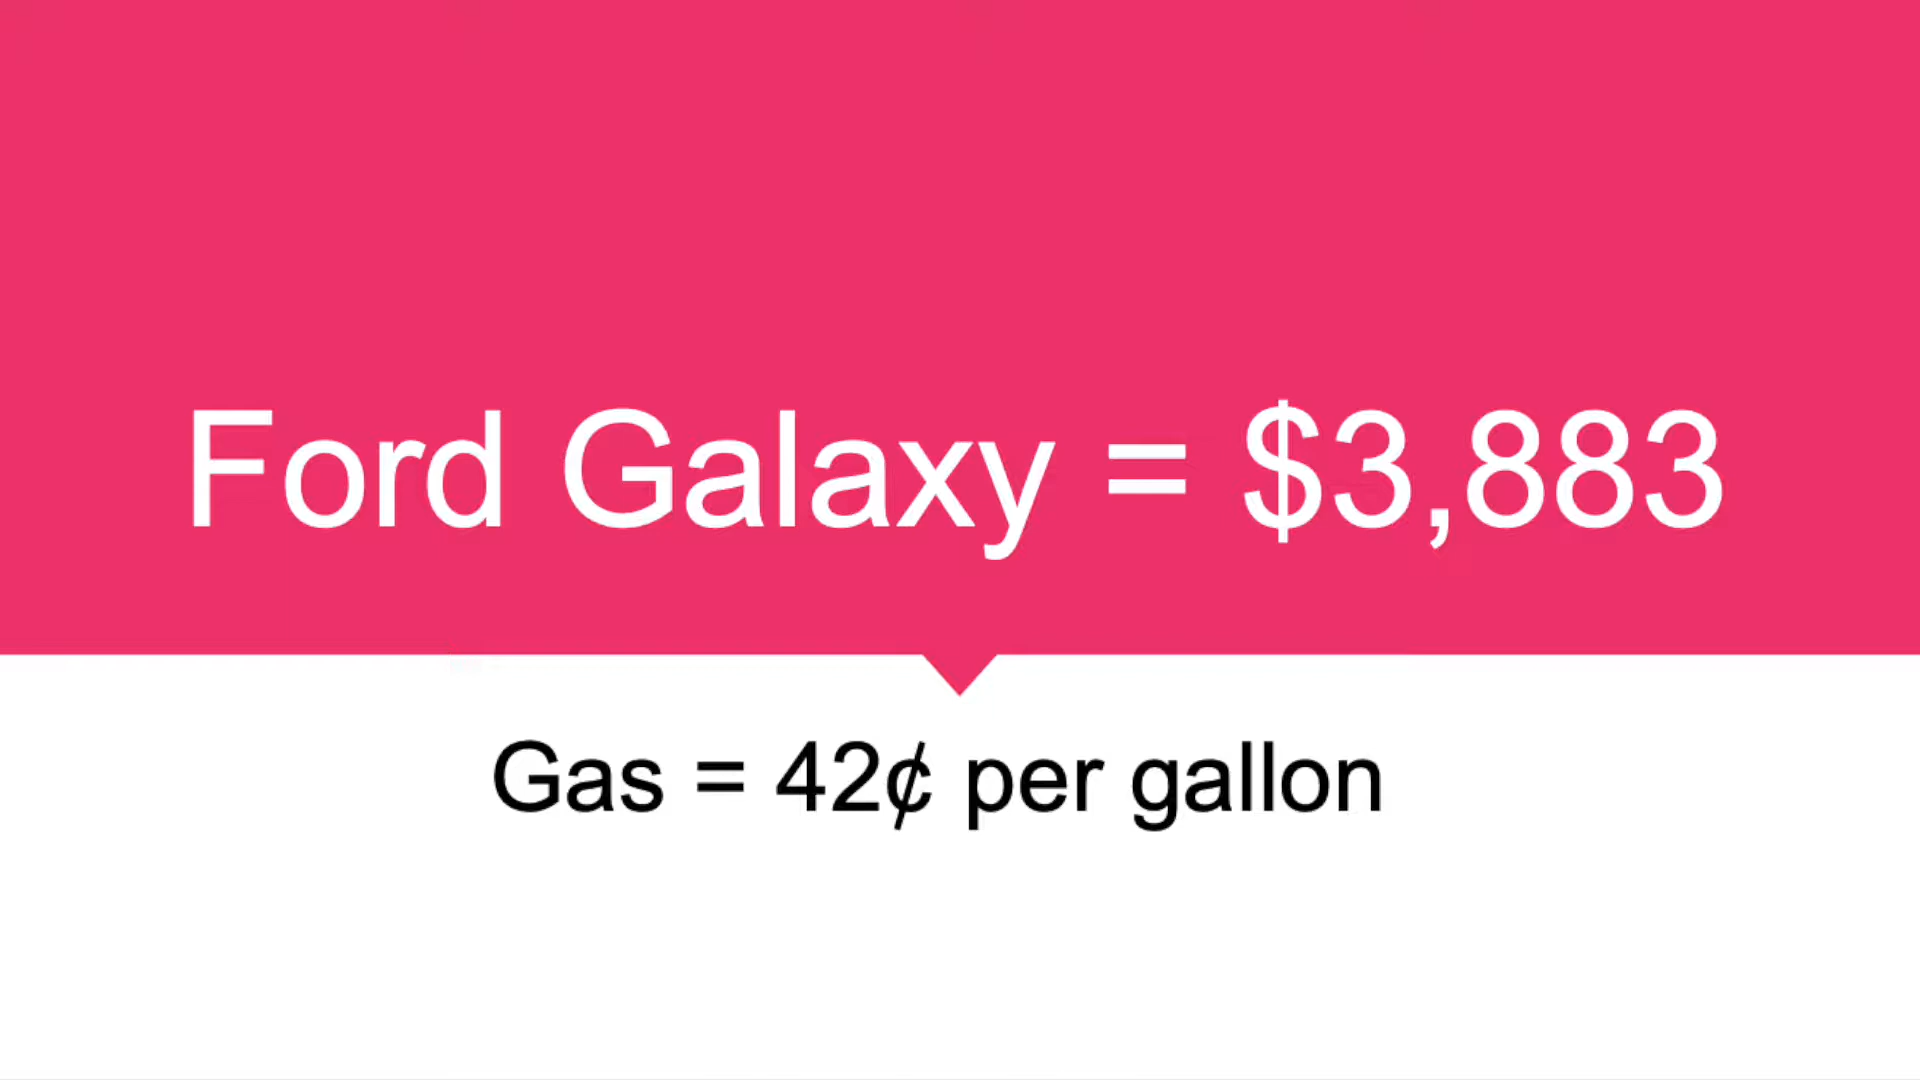 Ford Galaxy = $3,883
Gas = 42¢ per gallon